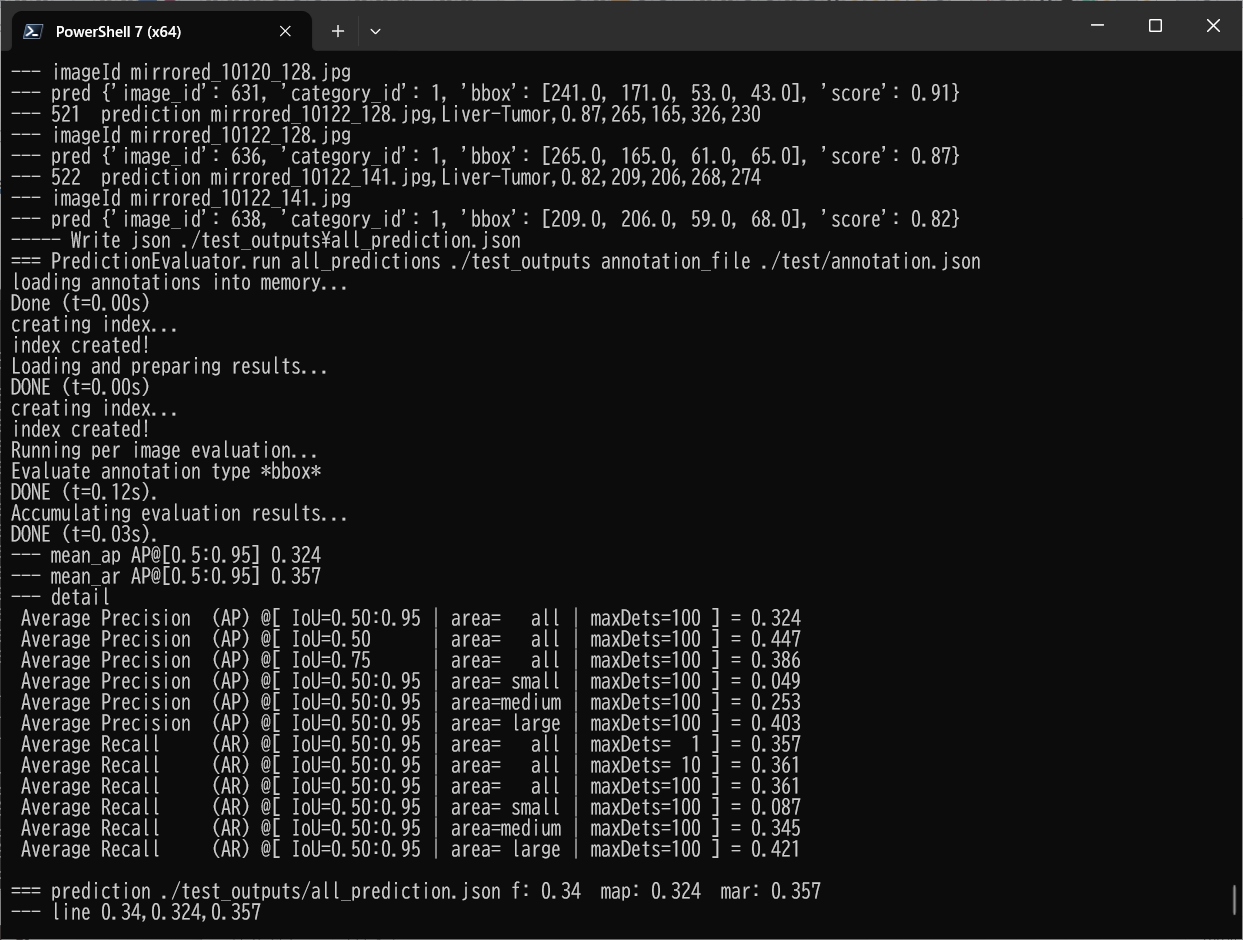 PowerShell 7 (x64)
--- imageId mirrored_10120_128.jpg
--- pred {'image_id': 631, 'category_id': 1, 'bbox': [241.0, 171.0, 53.0, 43.0], 'score': 0.91}
--- 521  prediction mirrored_10122_128.jpg,Liver-Tumor,0.87,265,165,326,230
--- imageId mirrored_10122_128.jpg
--- pred {'image_id': 636, 'category_id': 1, 'bbox': [265.0, 165.0, 61.0, 65.0], 'score': 0.87}
--- 522  prediction mirrored_10122_141.jpg,Liver-Tumor,0.82,209,206,268,274
--- imageId mirrored_10122_141.jpg
--- pred {'image_id': 638, 'category_id': 1, 'bbox': [209.0, 206.0, 59.0, 68.0], 'score': 0.82}
----- Write json ./test_outputs¥all_prediction.json
=== PredictionEvaluator.run all_predictions ./test_outputs annotation_file ./test/annotation.json
loading annotations into memory...
Done (t=0.00s)
creating index...
index created!
Loading and preparing results...
DONE (t=0.00s)
creating index...
index created!
Running per image evaluation...
Evaluate annotation type *bbox*
DONE (t=0.12s).
Accumulating evaluation results...
DONE (t=0.03s).
--- mean_ap AP@[0.5:0.95] 0.324
--- mean_ar AP@[0.5:0.95] 0.357
--- detail
 Average Precision  (AP) @[ IoU=0.50:0.95 | area=   all | maxDets=100 ] = 0.324
 Average Precision  (AP) @[ IoU=0.50      | area=   all | maxDets=100 ] = 0.447
 Average Precision  (AP) @[ IoU=0.75      | area=   all | maxDets=100 ] = 0.386
 Average Precision  (AP) @[ IoU=0.50:0.95 | area= small | maxDets=100 ] = 0.049
 Average Precision  (AP) @[ IoU=0.50:0.95 | area=medium | maxDets=100 ] = 0.253
 Average Precision  (AP) @[ IoU=0.50:0.95 | area= large | maxDets=100 ] = 0.403
 Average Recall     (AR) @[ IoU=0.50:0.95 | area=   all | maxDets=  1 ] = 0.357
 Average Recall     (AR) @[ IoU=0.50:0.95 | area=   all | maxDets= 10 ] = 0.361
 Average Recall     (AR) @[ IoU=0.50:0.95 | area=   all | maxDets=100 ] = 0.361
 Average Recall     (AR) @[ IoU=0.50:0.95 | area= small | maxDets=100 ] = 0.087
 Average Recall     (AR) @[ IoU=0.50:0.95 | area=medium | maxDets=100 ] = 0.345
 Average Recall     (AR) @[ IoU=0.50:0.95 | area= large | maxDets=100 ] = 0.421
=== prediction ./test_outputs/all_prediction.json f: 0.34  map: 0.324  mar: 0.357
--- line 0.34,0.324,0.357